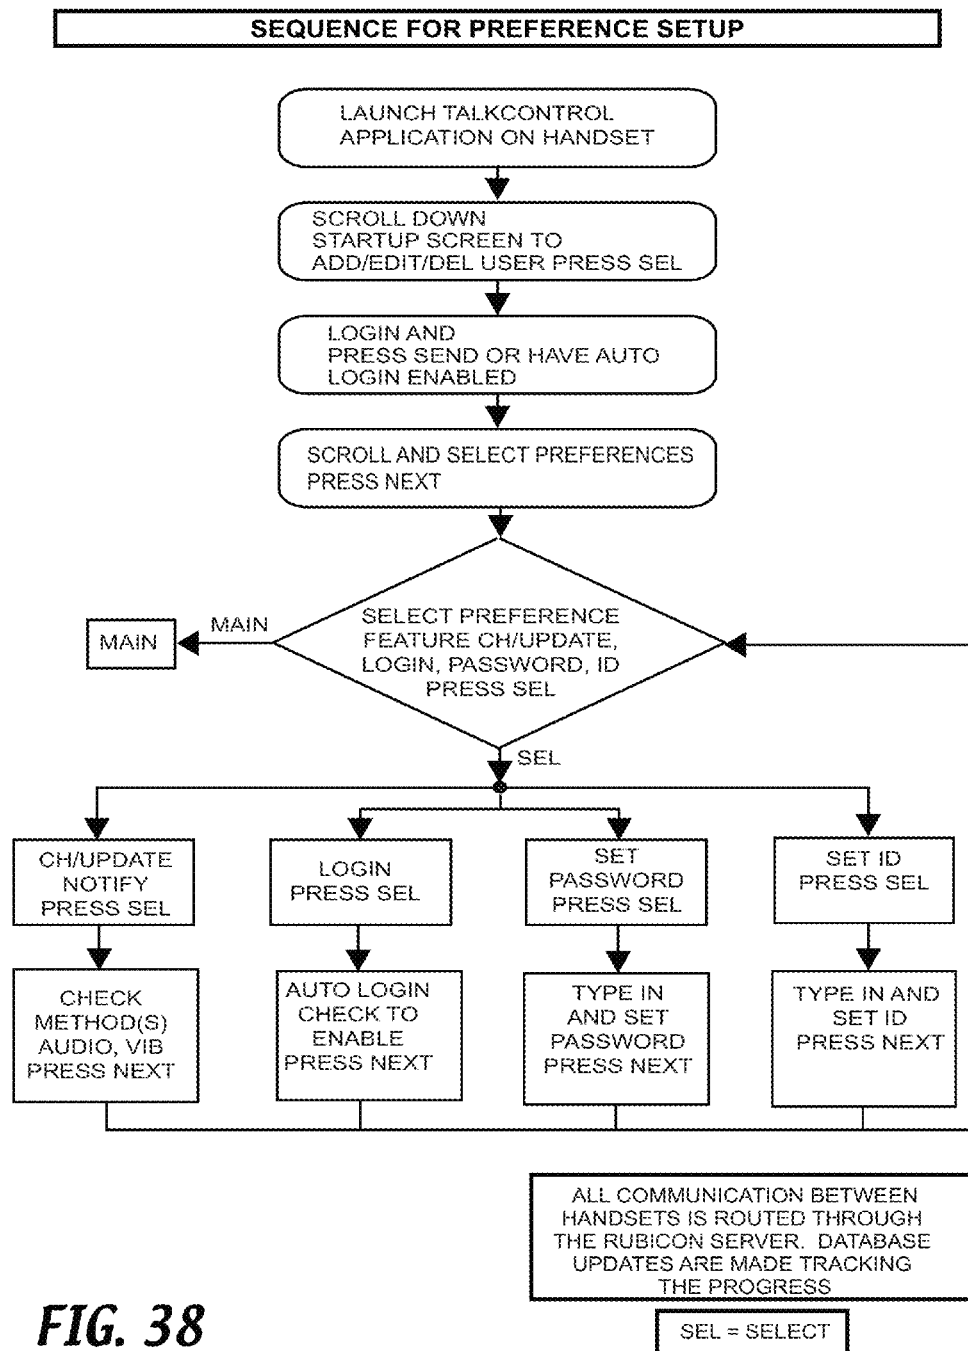 SEQUENCE FOR PREFERENCE SETUP
LAUNCH TALKCONTROL
APPLICATION ON HANDSET
SCROLL DOWN
STARTUP SCREEN TO
ADD/EDIT/DEL USER PRESS SEL
LOGIN AND
PRESS SEND OR HAVE AUTO
LOGIN ENABLED
SCROLL AND SELECT PREFERENCES
PRESS NEXT
MAIN
MAIN
SELECT PREFERENCE
FEATURE CH/UPDATE,
LOGIN, PASSWORD, ID
PRESS SEL
SEL
CH/UPDATE
NOTIFY
PRESS SEL
LOGIN
PRESS SEL
SET
PASSWORD
PRESS SEL
SET ID
PRESS SEL
CHECK
METHOD(S)
AUDIO, VIB
PRESS NEXT
AUTO LOGIN
CHECK TO
ENABLE
PRESS NEXT
TYPE IN
AND SET
PASSWORD
PRESS NEXT
TYPE IN AND
SET ID
PRESS NEXT
ALL COMMUNICATION BETWEEN
HANDSETS IS ROUTED THROUGH
THE RUBICON SERVER. DATABASE
UPDATES ARE MADE TRACKING
THE PROGRESS
SEL = SELECT
FIG. 38